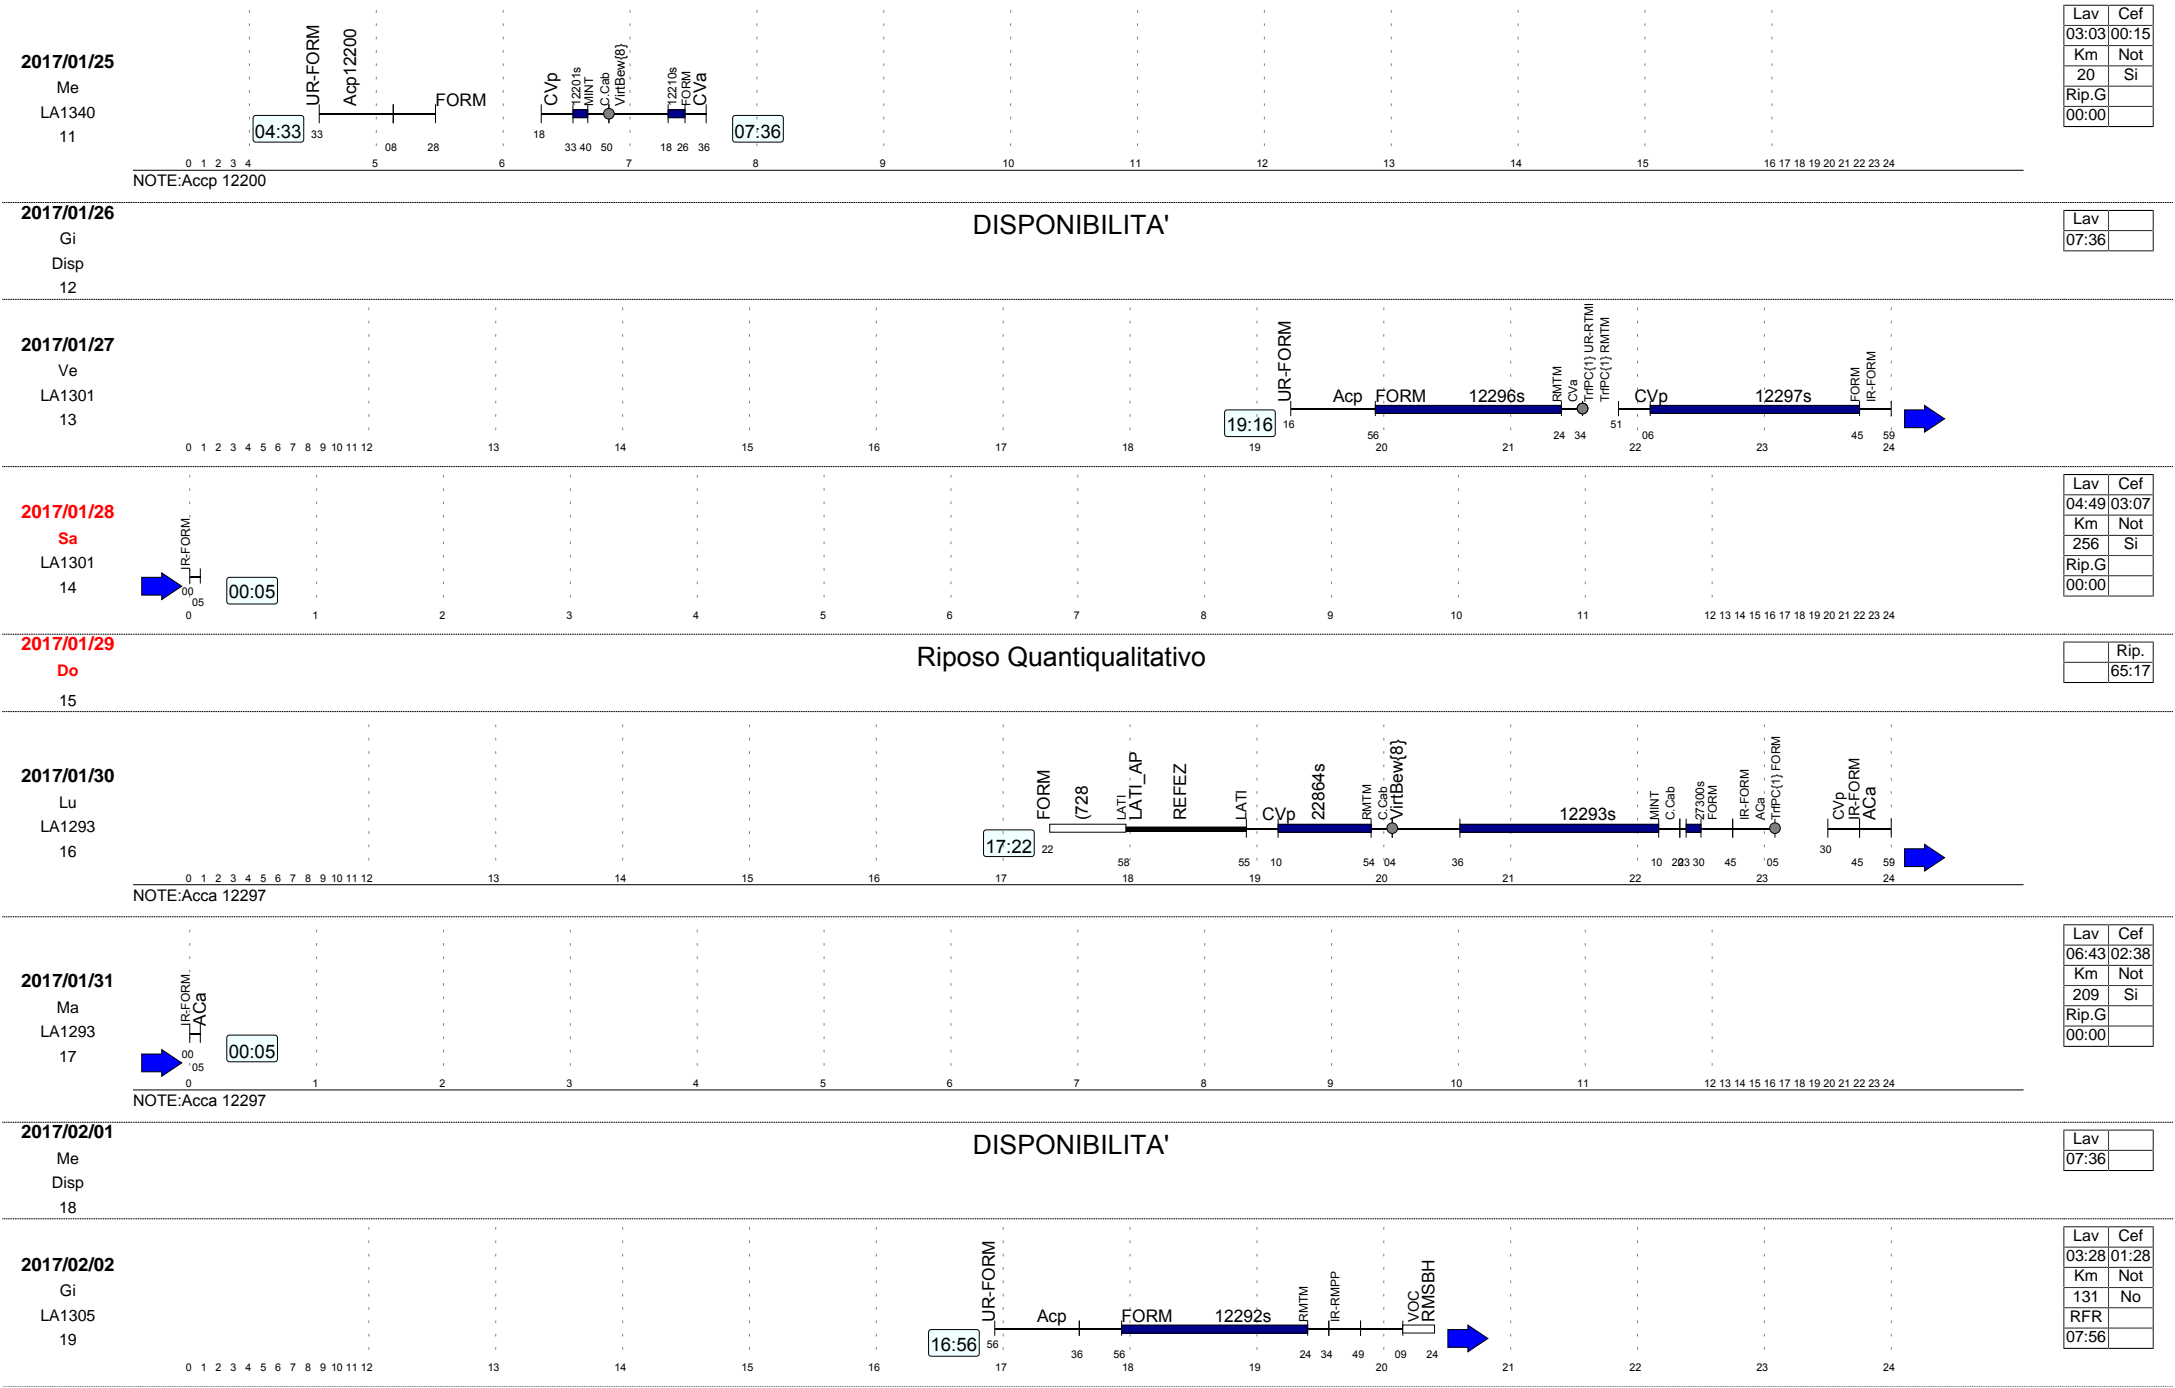 2017/01/25
Me
LA1340
11
04:33
UR-FORM Acp12200 FORM CVp 12201s MINT C.Cab VirtBew{8} 12210s FORM CVa
07:36
33 08 28 18 33 40 50 18 26 36
0 1 2 3 4 5 6 7 8 9 10 11 12 13 14 15 16 17 18 19 20 21 22 23 24
NOTE:Accp 12200
Lav Cef
03:03 00:15
Km Not
20 Si
Rip.G
00:00
2017/01/26
Gi
Disp
12
DISPONIBILITA'
Lav
07:36
2017/01/27
Ve
LA1301
13
19:16
UR-FORM Acp FORM 12296s RMTM CVa TrfPC{1} UR-RTMI TrfPC{1} RMTM CVp 12297s FORM IR-FORM
16 56 24 34 51 06 45 59
0 1 2 3 4 5 6 7 8 9 10 11 12 13 14 15 16 17 18 19 20 21 22 23 24
2017/01/28
Sa
LA1301
14
IR-FORM
00 05
00:05
0 1 2 3 4 5 6 7 8 9 10 11 12 13 14 15 16 17 18 19 20 21 22 23 24
Lav Cef
04:49 03:07
Km Not
256 Si
Rip.G
00:00
2017/01/29
Do
15
Riposo Quantiqualitativo
Rip.
65:17
2017/01/30
Lu
LA1293
16
17:22
FORM (728 LATI LATI_AP REFEZ LATI CVp 22864s RMTM C.Cab VirtBew{8} 12293s MINT C.Cab 27300s FORM IR-FORM ACa TrfPC{1} FORM CVp IR-FORM ACa
22 58 55 10 54 04 36 10 20 23 30 45 05 30 45 59
0 1 2 3 4 5 6 7 8 9 10 11 12 13 14 15 16 17 18 19 20 21 22 23 24
NOTE:Acca 12297
2017/01/31
Ma
LA1293
17
IR-FORM ACa
00 05
00:05
0 1 2 3 4 5 6 7 8 9 10 11 12 13 14 15 16 17 18 19 20 21 22 23 24
NOTE:Acca 12297
Lav Cef
06:43 02:38
Km Not
209 Si
Rip.G
00:00
2017/02/01
Me
Disp
18
DISPONIBILITA'
Lav
07:36
2017/02/02
Gi
LA1305
19
16:56
UR-FORM Acp FORM 12292s RMTM IR-RMPP VOC RMSBH
56 36 56 24 34 49 09 24
0 1 2 3 4 5 6 7 8 9 10 11 12 13 14 15 16 17 18 19 20 21 22 23 24
Lav Cef
03:28 01:28
Km Not
131 No
RFR
07:56